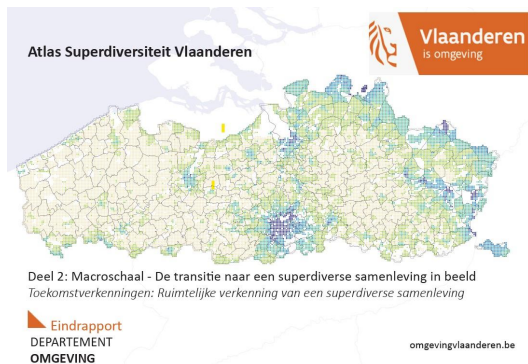 Vlaanderen
is omgeving
Atlas Superdiversiteit Vlaanderen
Deel 2: Macroschaal - De transitie naar een superdiverse samenleving in beeld
Toekomstverkenningen: Ruimtelijke verkenning van een superdiverse samenleving
Eindrapport
DEPARTEMENT
OMGEVING
omgevingvlaanderen.be